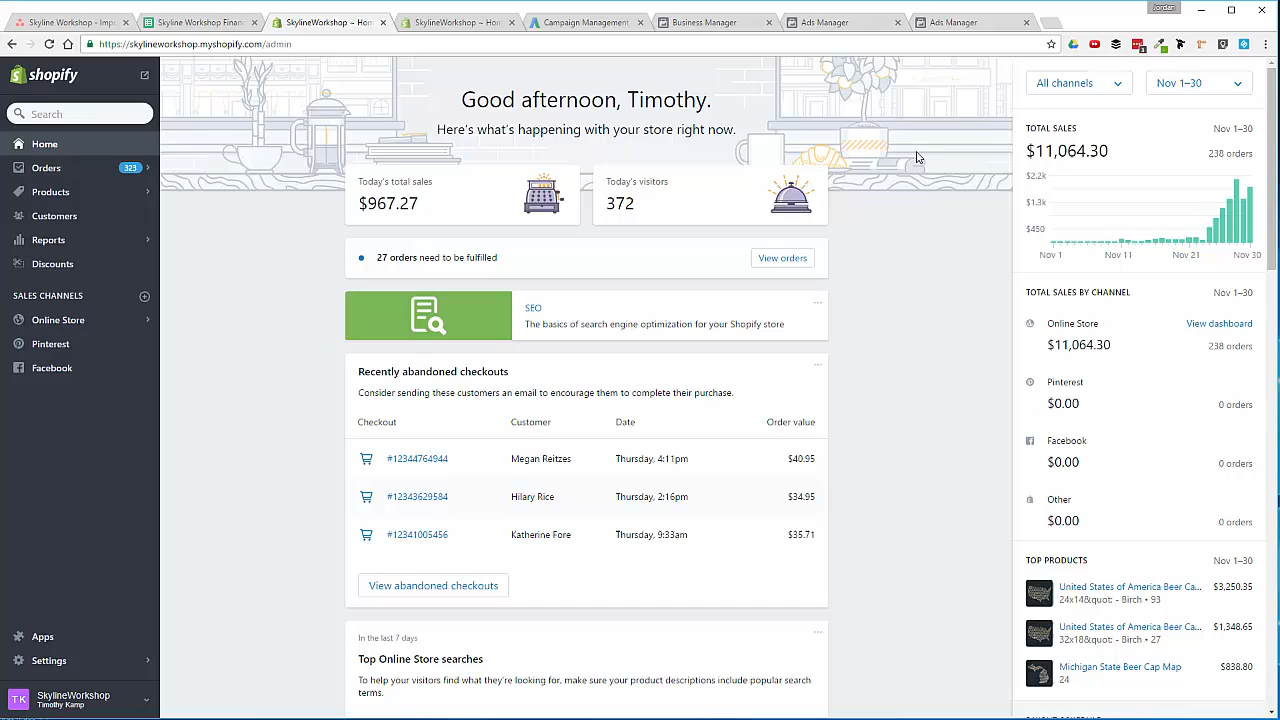 Jordan
Skyline Workshop - Imp
Skyline Workshop Financ
SkylineWorkshop ~ Hom
SkylineWorkshop ~ Home
CampaignManagement
Business Manager
Ads Manager
Ads Manager
https://skylineworkshop.myshopify.com/admin
shopify
Search
Home
Orders 323
Products
Customers
Reports
Discounts
SALES CHANNELS
Online Store
Pinterest
Facebook
Apps
Settings
TK
SkylineWorkshop
Timothy Kamp
Good afternoon, Timothy.
Here's what's happening with your store right now.
Today's total sales
$967.27
Today's visitors
372
27 orders need to be fulfilled
View orders
SEO
The basics of search engine optimization for your Shopify store
Recently abandoned checkouts
Consider sending these customers an email to encourage them to complete their purchase.
Checkout Customer Date Order value
#12344764944 Megan Reitzes Thursday, 4:11pm $40.95
#12343629584 Hilary Rice Thursday, 2:16pm $34.95
#12341005456 Katherine Fore Thursday, 9:33am $35.71
View abandoned checkouts
In the last 7 days
Top Online Store searches
To help your visitors find what they're looking for, make sure your product descriptions include popular search
terms.
All channels
Nov 1–30
TOTAL SALES Nov 1–30
$11,064.30 238 orders
$2.2k
$1.3k
$450
Nov 1 Nov 11 Nov 21 Nov 30
TOTAL SALES BY CHANNEL Nov 1–30
Online Store View dashboard
$11,064.30 238 orders
Pinterest
$0.00 0 orders
Facebook
$0.00 0 orders
Other
$0.00 0 orders
TOP PRODUCTS Nov 1–30
United States of America Beer Ca... $3,250.35
24x14&quot; - Birch • 93
United States of America Beer Ca... $1,348.65
32x18&quot; - Birch • 27
Michigan State Beer Cap Map $838.80
24